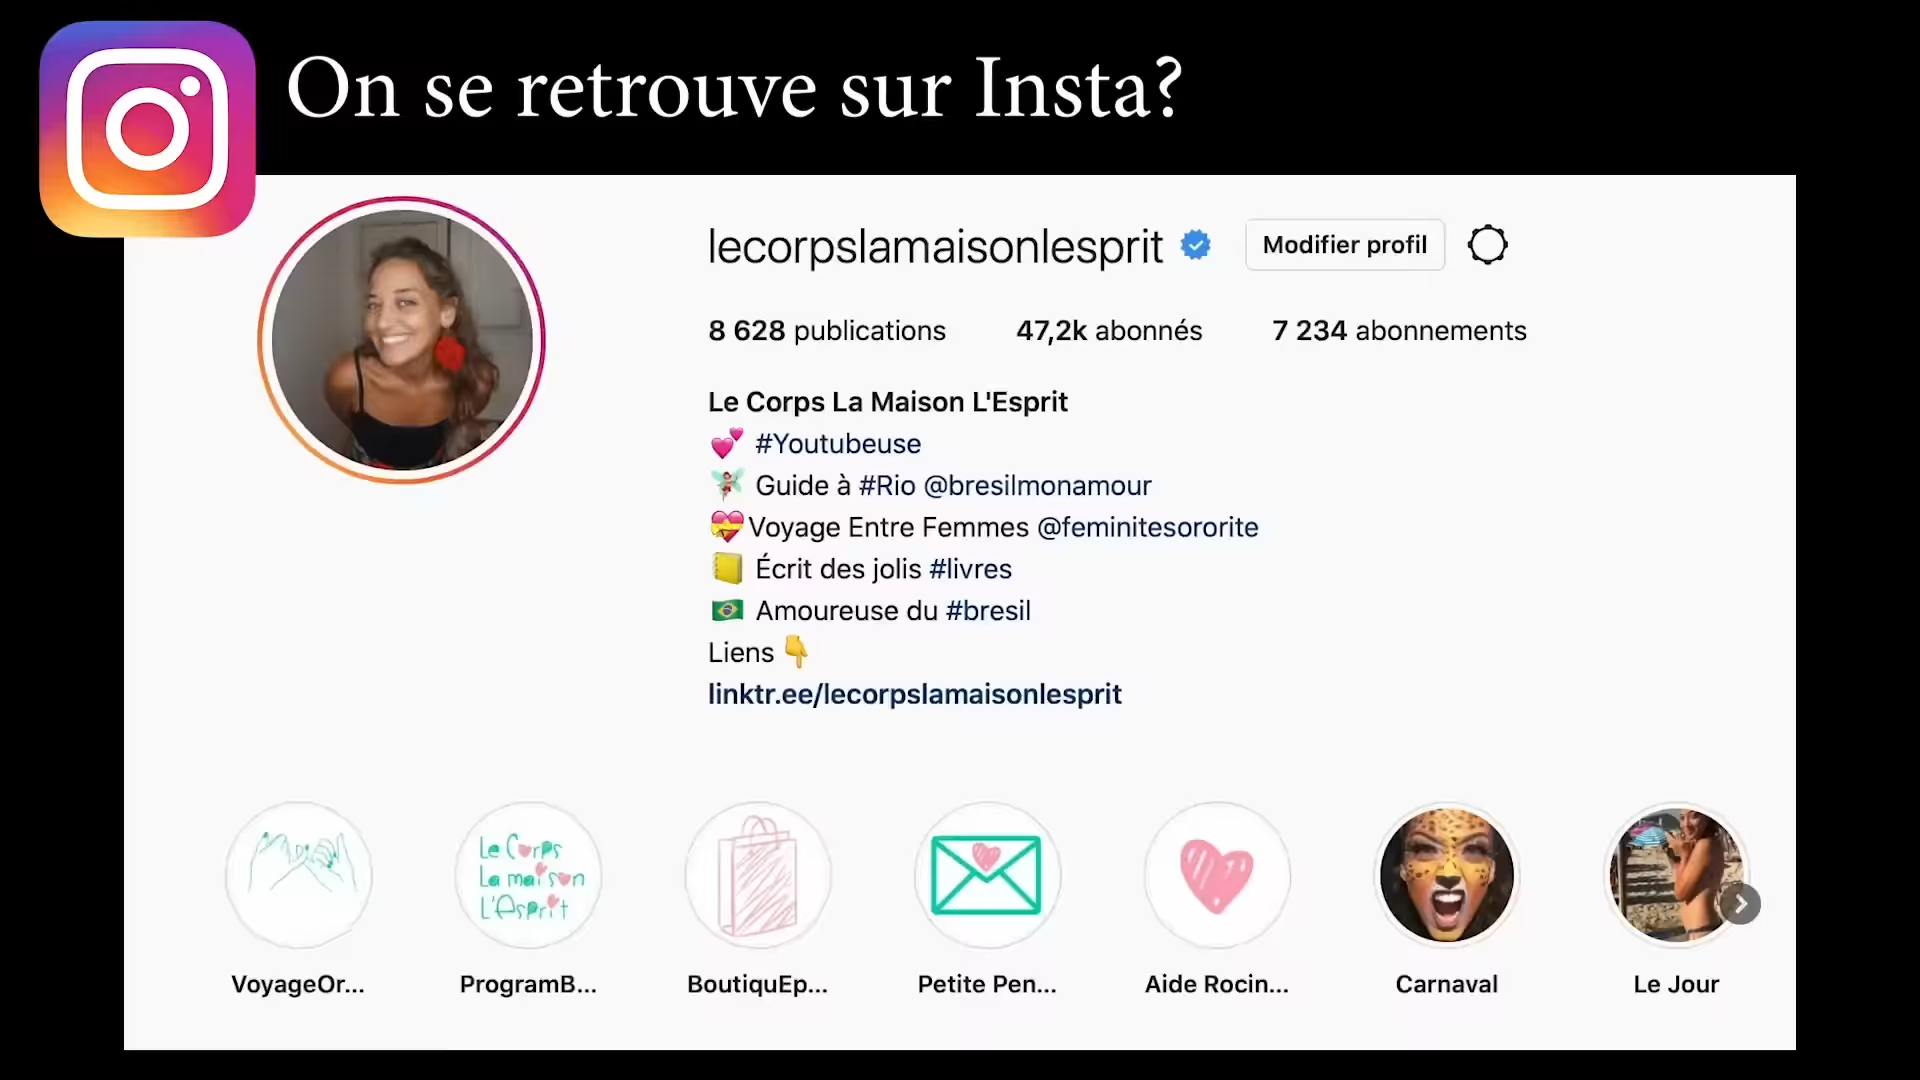 On se retrouve sur Insta?
lecorpslamaisonlesprit Modifier profil
8 628 publications 47,2k abonnés 7 234 abonnements
Le Corps La Maison L'Esprit
#Youtubeuse
Guide à #Rio @bresilmonamour
Voyage Entre Femmes @feminitesororite
Écrit des jolis #livres
Amoureuse du #bresil
Liens
linktr.ee/lecorpslamaisonlesprit
Le Corps
La maison
L'Esprit
VoyageOr... ProgramB... BoutiquEp... Petite Pen... Aide Rocin... Carnaval Le Jour